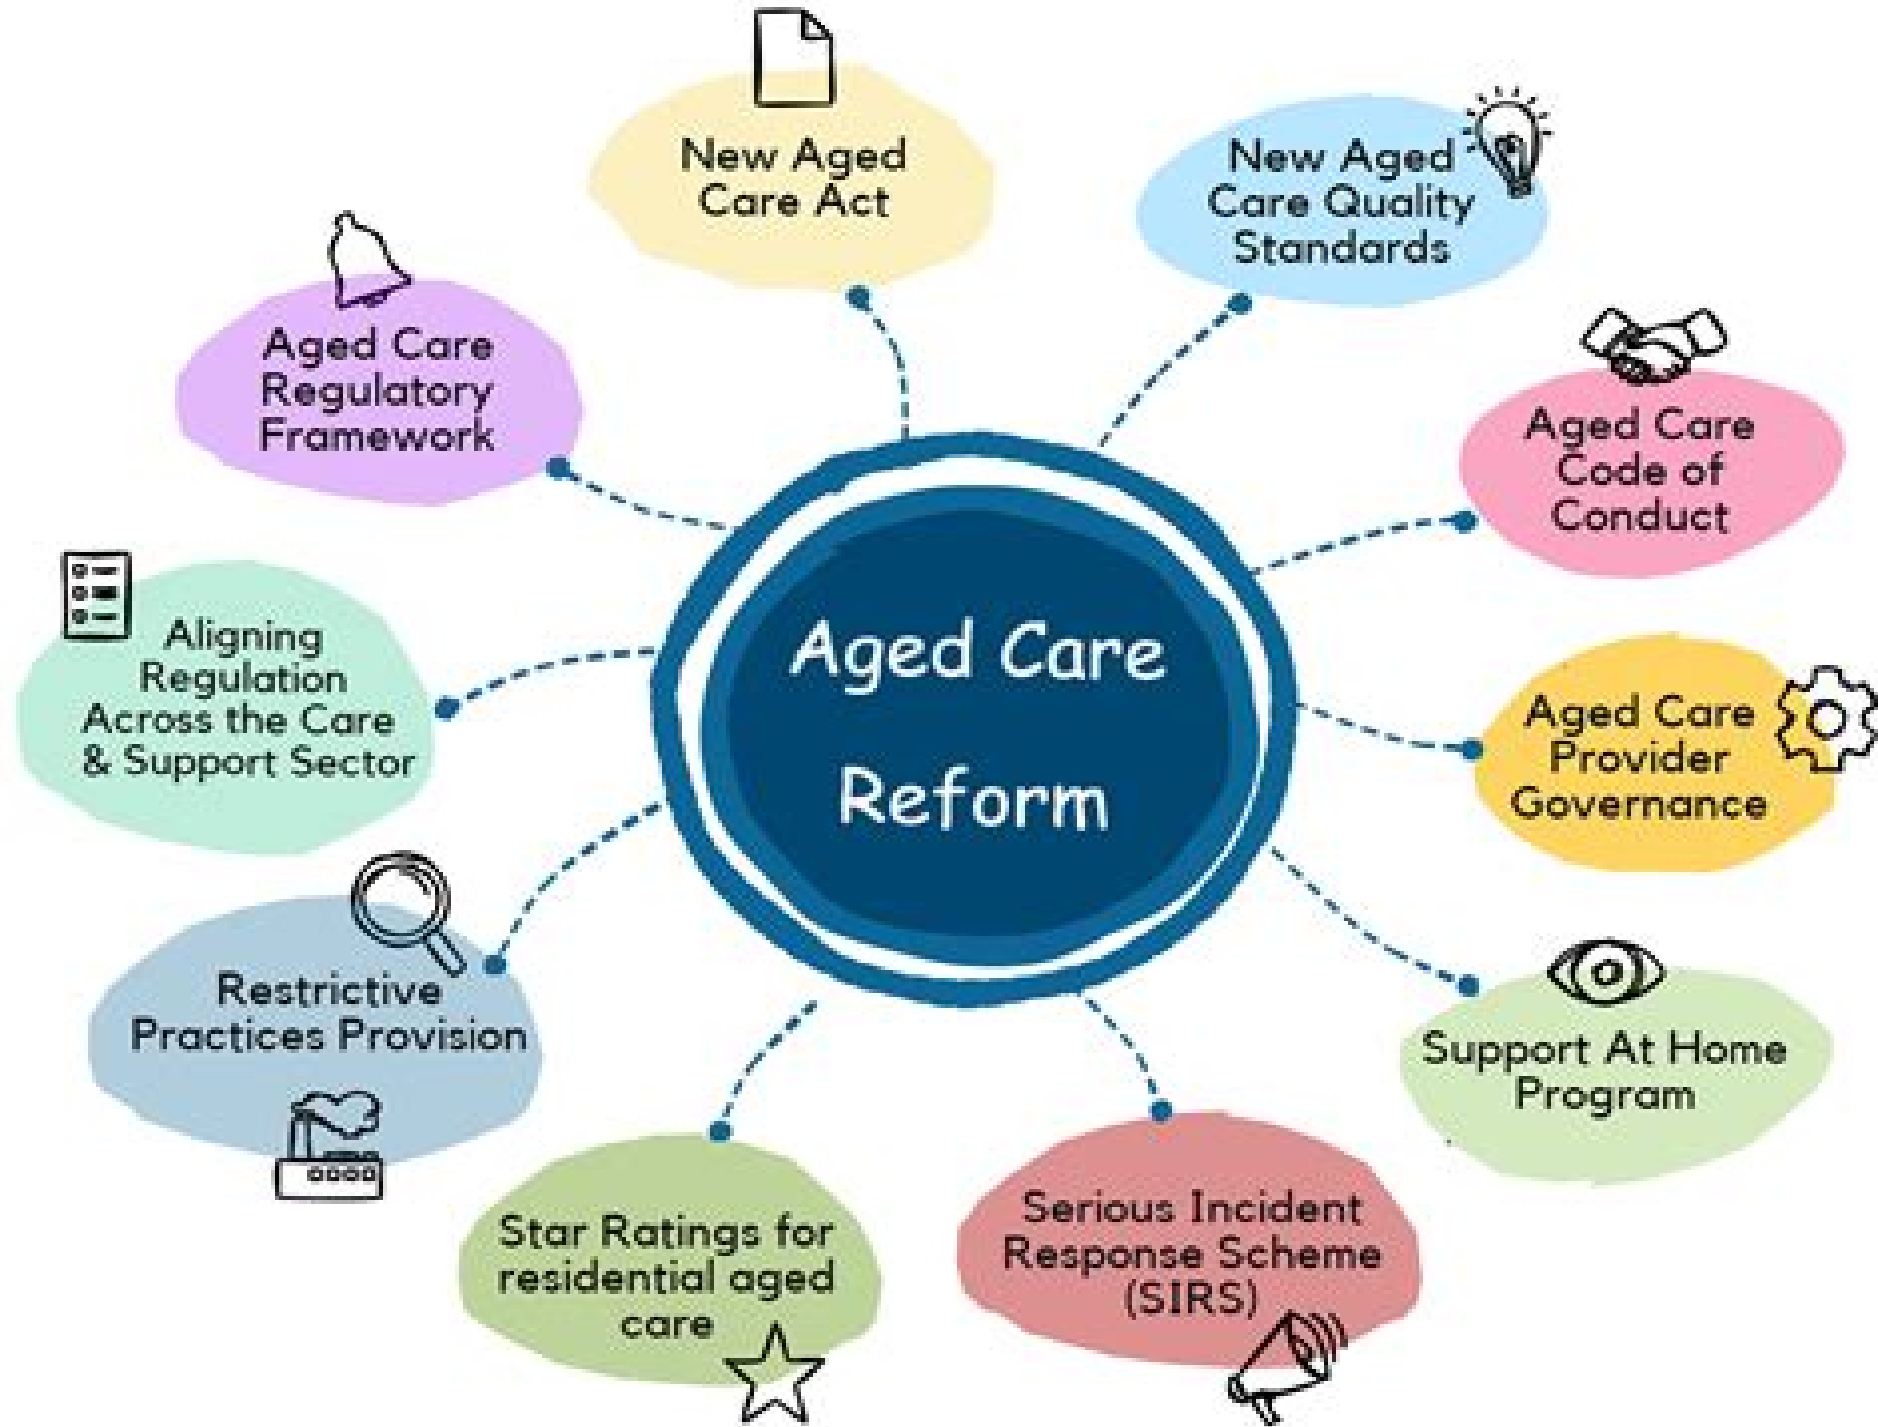 New Aged
Care Act
New Aged
Care Quality
Standards
Aged Care
Code of
Conduct
Aged Care
Provider
Governance
Support At Home
Program
Serious Incident
Response Scheme
(SIRS)
Star Ratings for
residential aged
care
Restrictive
Practices Provision
Aligning
Regulation
Across the Care
& Support Sector
Aged Care
Regulatory
Framework
Aged Care
Reform